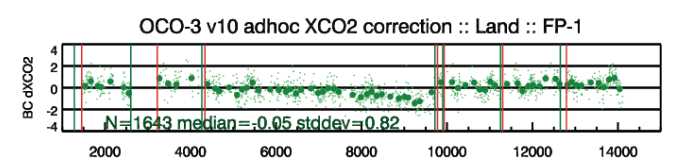 OCO-3 v10 adhoc XCO2 correction :: Land :: FP-1
BC dXCO2
4
2
0
-2
-4
N=1643 median=-0.05 stddev=0.82
2000 4000 6000 8000 10000 12000 14000